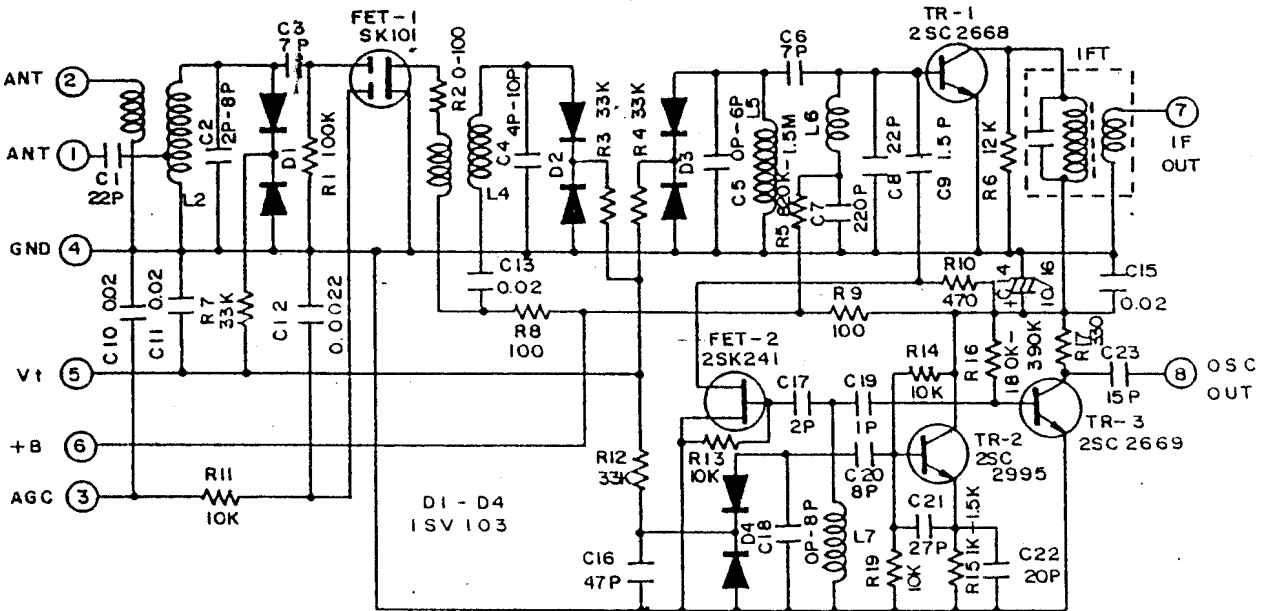 FET-1
SK101
TR-1
2SC2668
IFT
ANT 2
ANT 1
GND 4
Vt 5
+B 6
AGC 3
7 IF
OUT
8 OSC
OUT
C1
22P
L2
C2
2P-8P
D1
C3
7P
R1 100K
R2 0-100
L4
C4
4P-10P
D2
R3 33K
R4 33K
D3
C5 0P-6P
L5
C6
7P
R5 820K-1.5M
L6
C7
220P
C8 22P
C9 1.5P
R6 12K
C10 0.02
C11 0.02
R7
33K
C12
0.0022
C13
0.02
R8
100
R9
100
R10
470
C14
+
10/16
C15
0.02
FET-2
2SK241
R14
10K
R16
180K-
390K
R17
330
C23
15P
C17
2P
C19
1P
TR-3
2SC2669
R13
10K
R12
33K
C20
8P
TR-2
2SC
2995
R11
10K
D1-D4
1SV103
C16
47P
D4
C18
0P-8P
L7
C21
27P
R19
10K
R15 1K-1.5K
C22
20P